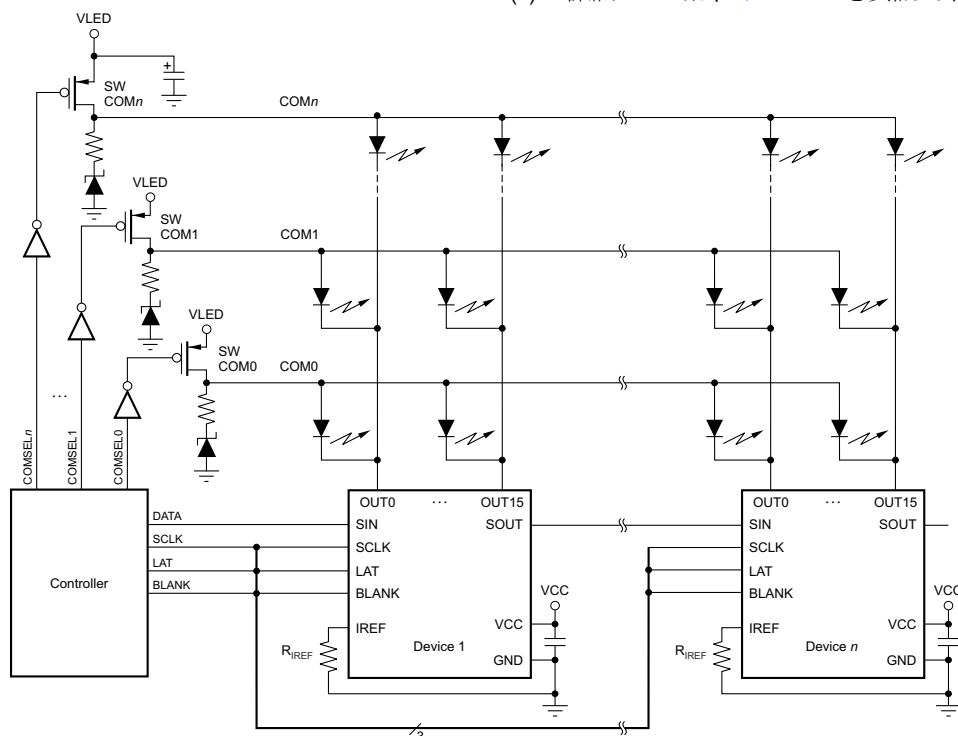 VLED
SW
COMn
COMn
VLED
SW
COM1
COM1
VLED
SW
COM0
COM0
...
COMSELn
COMSEL1
COMSEL0
Controller
DATA
SCLK
LAT
BLANK
OUT0 ... OUT15
SIN
SOUT
SCLK
LAT
BLANK
IREF
VCC
GND
Device 1
RIREF
VCC
OUT0 ... OUT15
SIN
SOUT
SCLK
LAT
BLANK
IREF
VCC
GND
Device n
RIREF
VCC
3